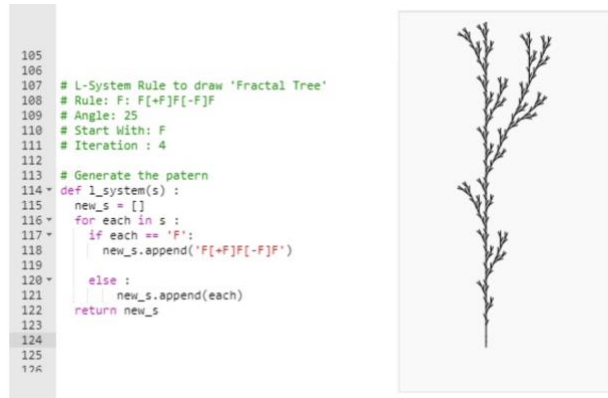 105
106
107 # L-System Rule to draw 'Fractal Tree'
108 # Rule: F: F[+F]F[-F]F
109 # Angle: 25
110 # Start With: F
111 # Iteration : 4
112
113 # Generate the patern
114 def l_system(s) :
115 new_s = []
116 for each in s :
117 if each == 'F':
118 new_s.append('F[+F]F[-F]F')
119
120 else :
121 new_s.append(each)
122 return new_s
123
124
125
126